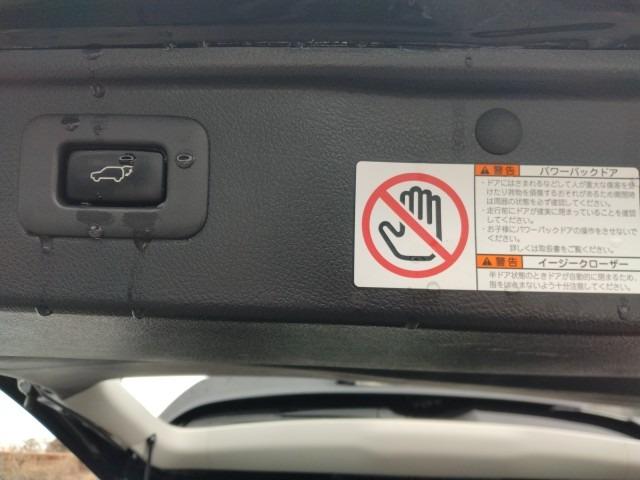 警告 パワーバックドア
・ドアにはさまれるなどして人が重大な傷害を受
けたり荷物を損傷するおそれがあるため開閉時
は周囲の状態を必ず確認してください。
・走行前にドアが確実に閉まっていることを確認
してください。
・お子様にパワーバックドアの操作をさせないで
ください。
詳しくは取扱書をご覧ください。
警告 イージークローザー
半ドア状態のときドアが自動的に閉まるため、
指をはさまないよう十分注意してください。